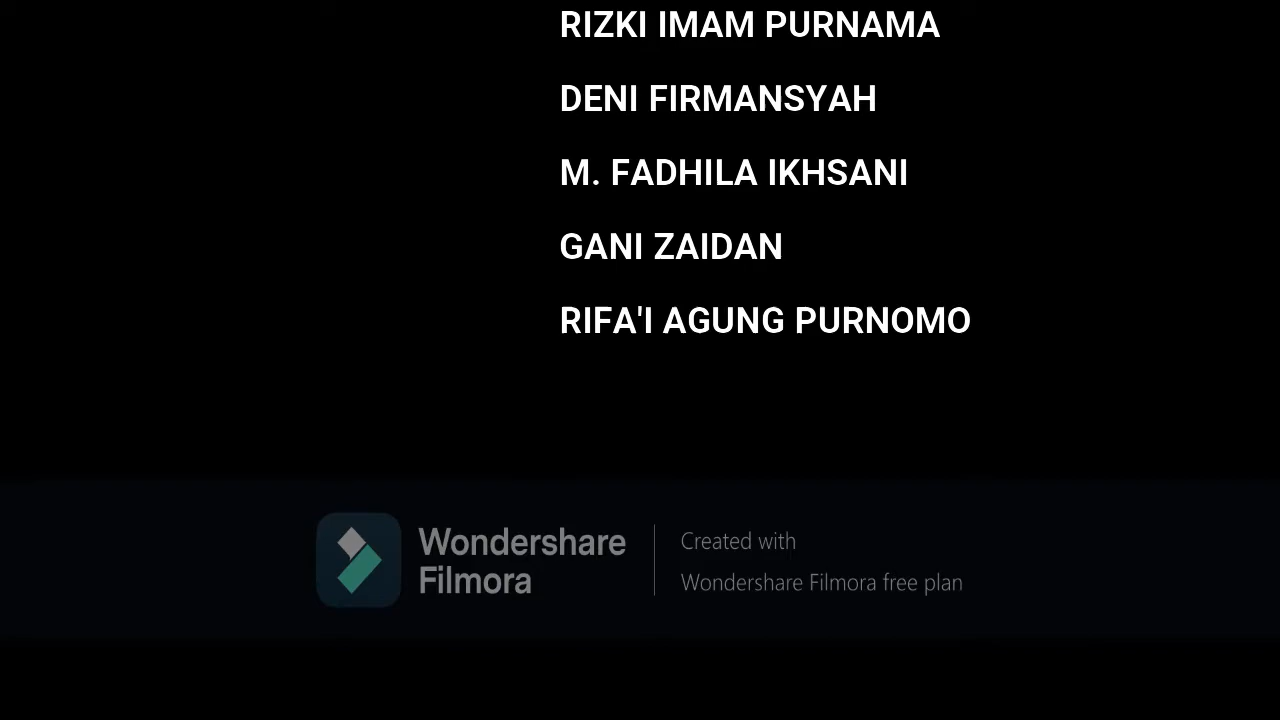 RIZKI IMAM PURNAMA
DENI FIRMANSYAH
M. FADHILA IKHSANI
GANI ZAIDAN
RIFA'I AGUNG PURNOMO
Wondershare
Filmora
Created with
Wondershare Filmora free plan